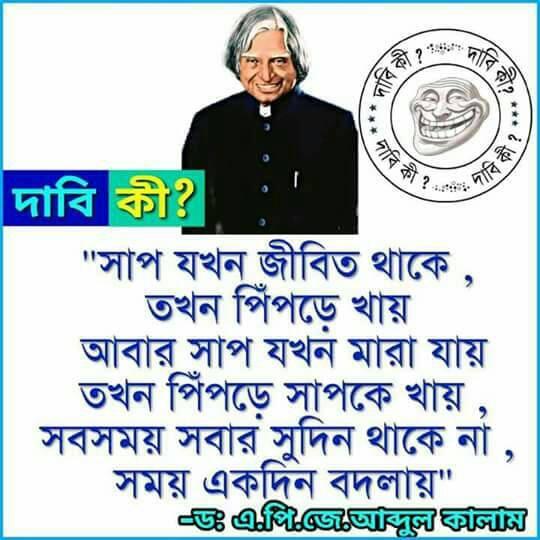 দাবি কী ? দাবি কী?
দাবি কী ? দাবি কী ?
দাবি কী?
"সাপ যখন জীবিত থাকে ,
তখন পিঁপড়ে খায়
আবার সাপ যখন মারা যায়
তখন পিঁপড়ে সাপকে খায় ,
সবসময় সবার সুদিন থাকে না ,
সময় একদিন বদলায়"
-ড: এ.পি.জে.আব্দুল কালাম